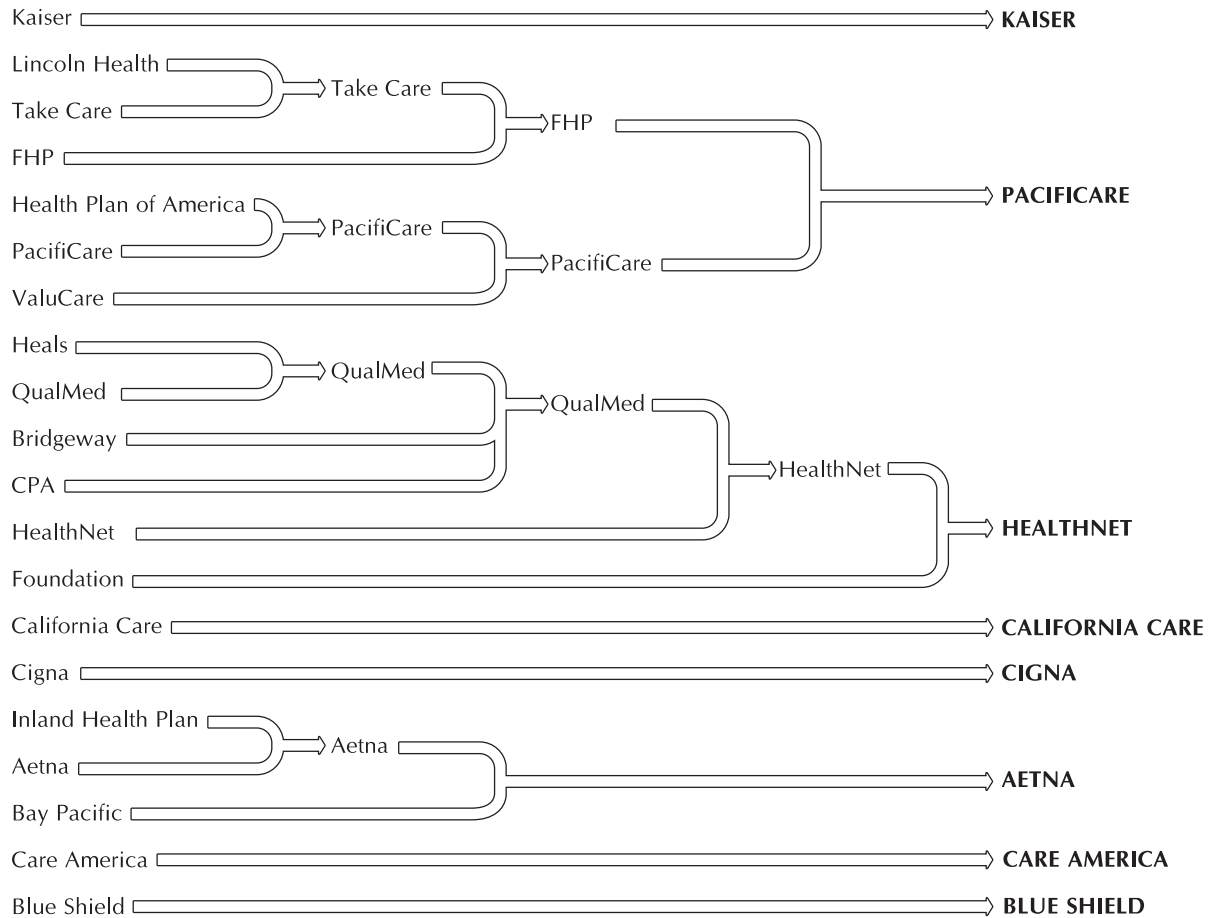 Kaiser KAISER
Lincoln Health
Take Care
Take Care
FHP
FHP
Health Plan of America
PACIFICARE
PacifiCare
PacifiCare
PacifiCare
ValuCare
Heals
QualMed
QualMed
QualMed
Bridgeway
HealthNet
CPA
HealthNet HEALTHNET
Foundation
California Care CALIFORNIA CARE
Cigna CIGNA
Inland Health Plan
Aetna
Aetna
AETNA
Bay Pacific
Care America CARE AMERICA
Blue Shield BLUE SHIELD